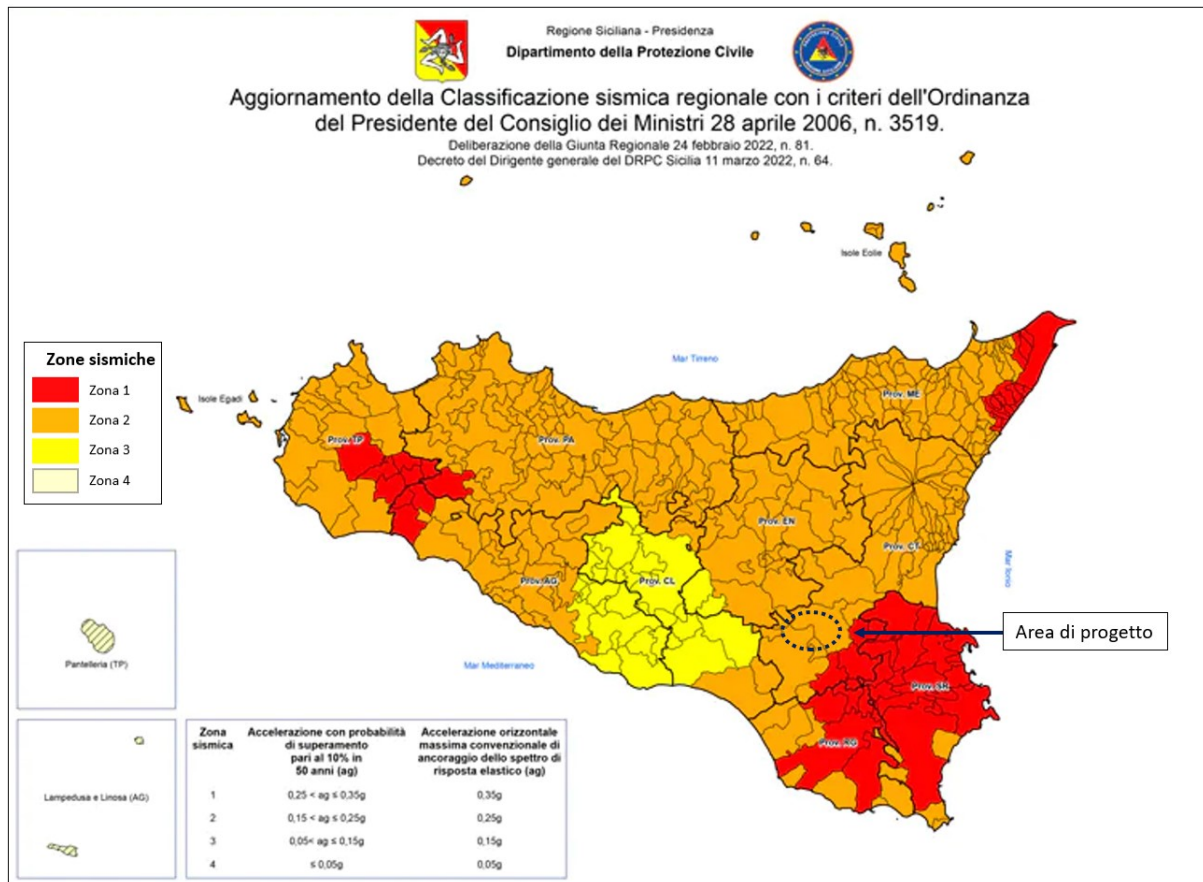 Regione Siciliana - Presidenza
Dipartimento della Protezione Civile
Aggiornamento della Classificazione sismica regionale con i criteri dell'Ordinanza
del Presidente del Consiglio dei Ministri 28 aprile 2006, n. 3519.
Deliberazione della Giunta Regionale 24 febbraio 2022, n. 81.
Decreto del Dirigente generale del DRPC Sicilia 11 marzo 2022, n. 64.
Isole Eolie
Zone sismiche
Zona 1
Zona 2
Zona 3
Zona 4
Mar Tirreno
Isole Egadi
Prov. ME
Prov. TP
Prov. PA
Prov. EN
Prov. CT
Mar Ionio
Prov. AG
Prov. CL
Area di progetto
Pantelleria (TP)
Mar Mediterraneo
Prov. SR
Prov. RG
Lampedusa e Linosa (AG)
Zona sismica
Accelerazione con probabilità di superamento pari al 10% in 50 anni (ag)
Accelerazione orizzontale massima convenzionale di ancoraggio dello spettro di risposta elastico (ag)
1 0,25 < ag ≤ 0,35g 0,35g
2 0,15 < ag ≤ 0,25g 0,25g
3 0,05< ag ≤ 0,15g 0,15g
4 ≤ 0,05g 0,05g